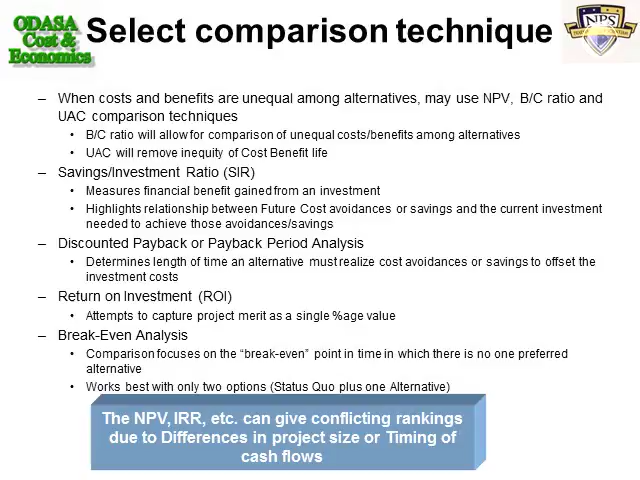 ODASA
Cost &
Economics
Select comparison technique
NPS
– When costs and benefits are unequal among alternatives, may use NPV, B/C ratio and
UAC comparison techniques
• B/C ratio will allow for comparison of unequal costs/benefits among alternatives
• UAC will remove inequity of Cost Benefit life
– Savings/Investment Ratio (SIR)
• Measures financial benefit gained from an investment
• Highlights relationship between Future Cost avoidances or savings and the current investment
needed to achieve those avoidances/savings
– Discounted Payback or Payback Period Analysis
• Determines length of time an alternative must realize cost avoidances or savings to offset the
investment costs
– Return on Investment (ROI)
• Attempts to capture project merit as a single %age value
– Break-Even Analysis
• Comparison focuses on the “break-even” point in time in which there is no one preferred
alternative
• Works best with only two options (Status Quo plus one Alternative)
The NPV, IRR, etc. can give conflicting rankings
due to Differences in project size or Timing of
cash flows